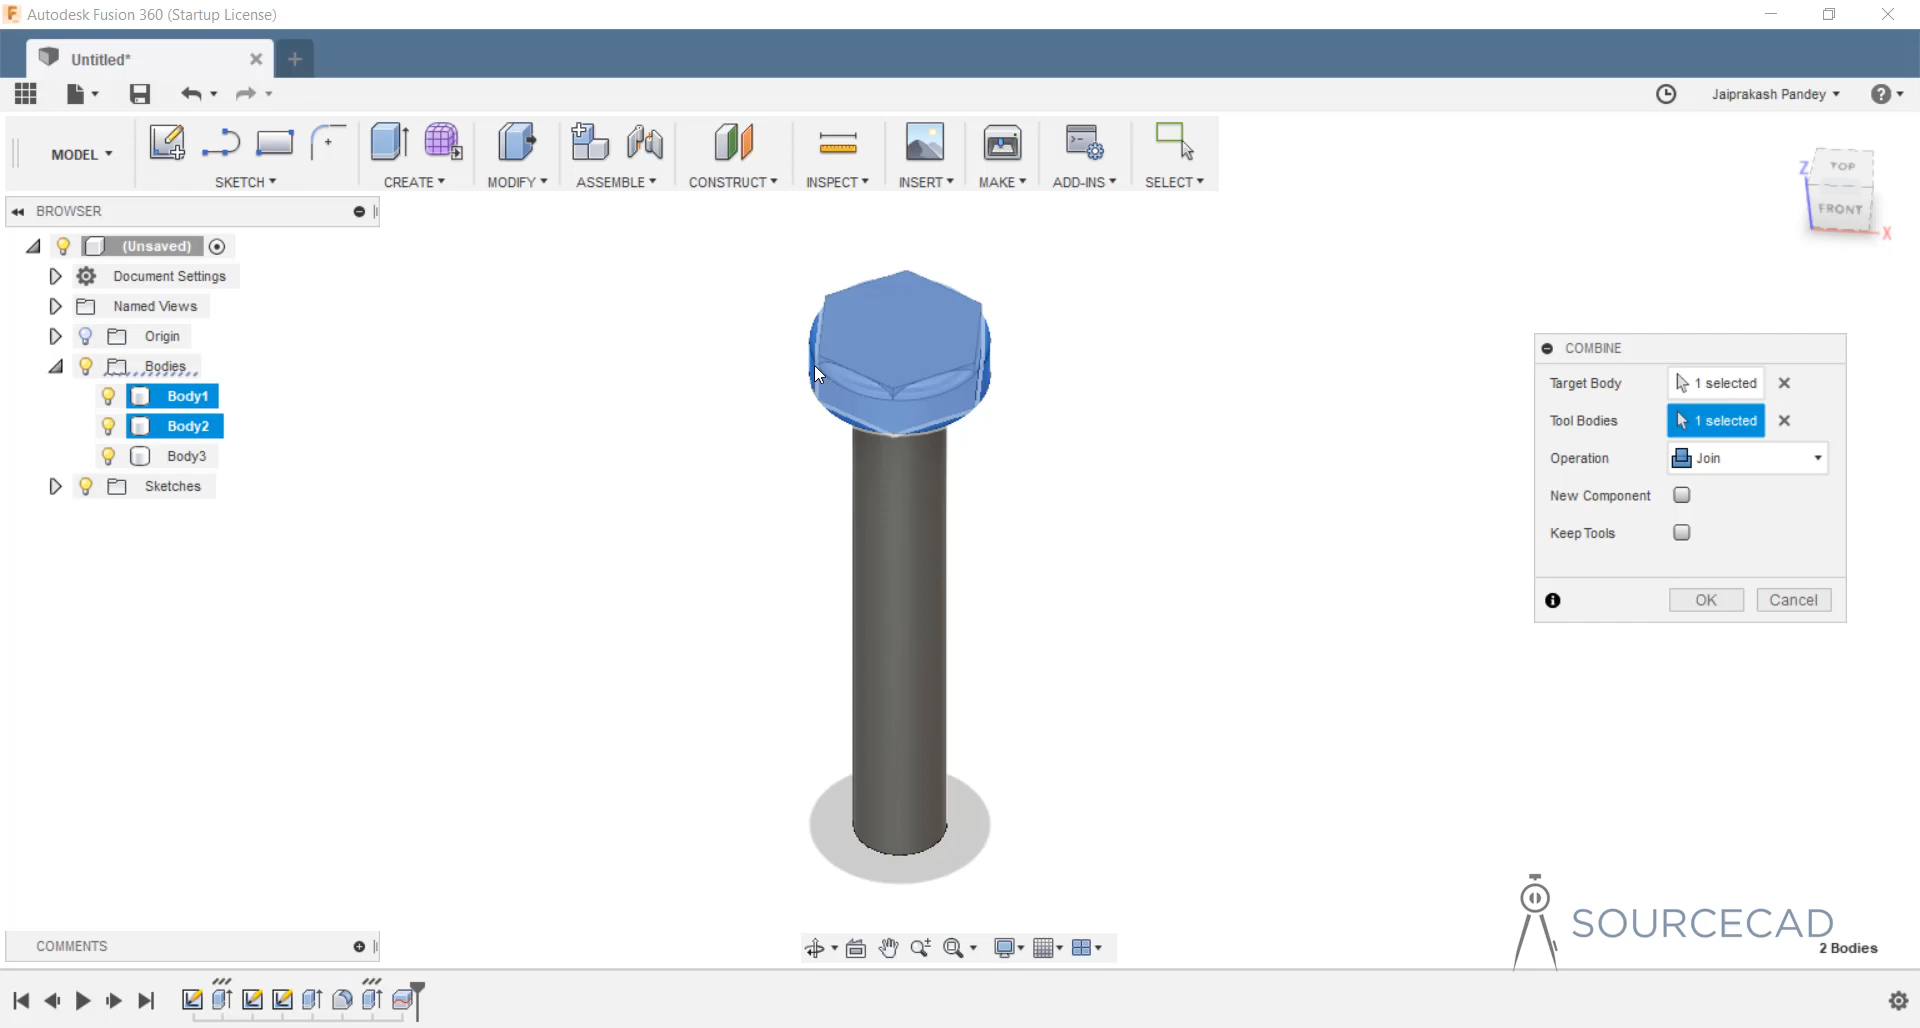 Autodesk Fusion 360 (Startup License)
Untitled*
Jaiprakash Pandey
MODEL
SKETCH
CREATE
MODIFY
ASSEMBLE
CONSTRUCT
INSPECT
INSERT
MAKE
ADD-INS
SELECT
TOP
Z
FRONT
X
BROWSER
(Unsaved)
Document Settings
Named Views
Origin
Bodies
Body1
Body2
Body3
Sketches
COMBINE
Target Body 1 selected
Tool Bodies 1 selected
Operation Join
New Component
Keep Tools
OK Cancel
SOURCECAD
2 Bodies
COMMENTS